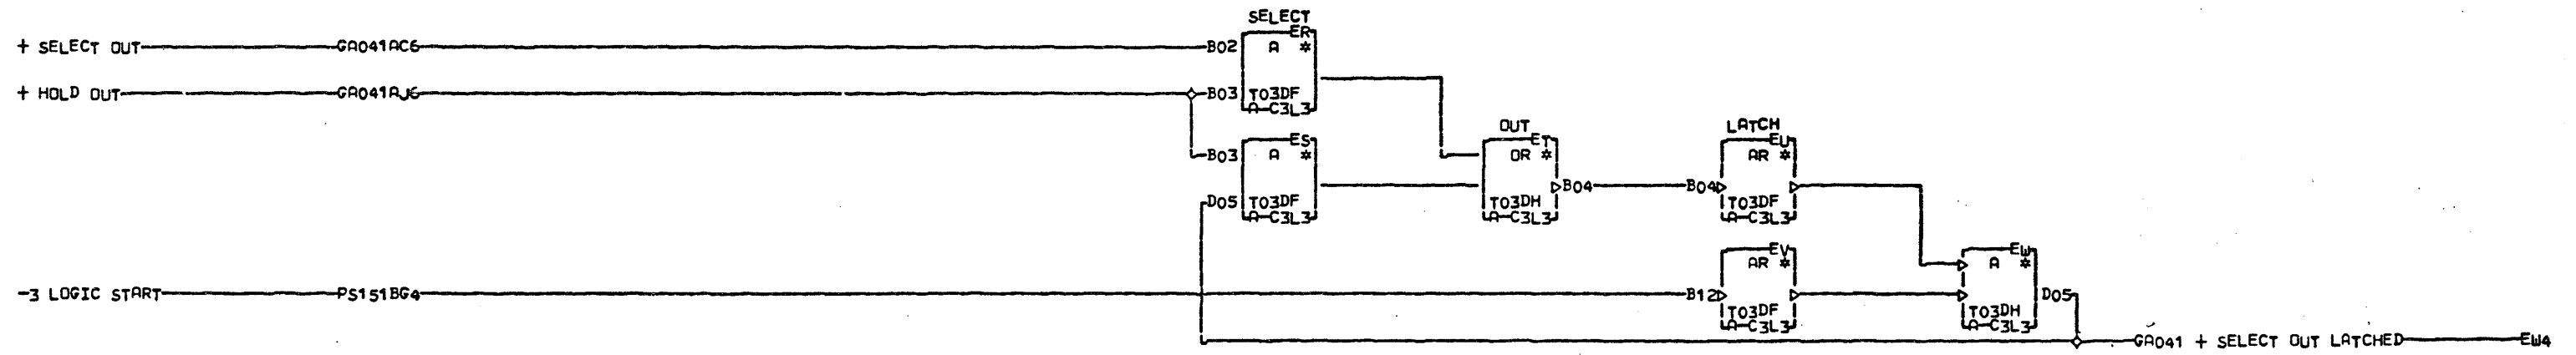 SELECT
ER
+ SELECT OUT GA041AC6 B02 A *
+ HOLD OUT GA041AJ6 B03 T03DF
A-C3L3
OUT LATCH
ES ET EU
B03 A * OR * AR *
B04 B04
D05 T03DF T03DH T03DF
A-C3L3 A-C3L3 A-C3L3
EV EW
AR * A *
-3 LOGIC START PS151BG4 B12 D05
T03DF T03DH
A-C3L3 A-C3L3
GA041 + SELECT OUT LATCHED EW4